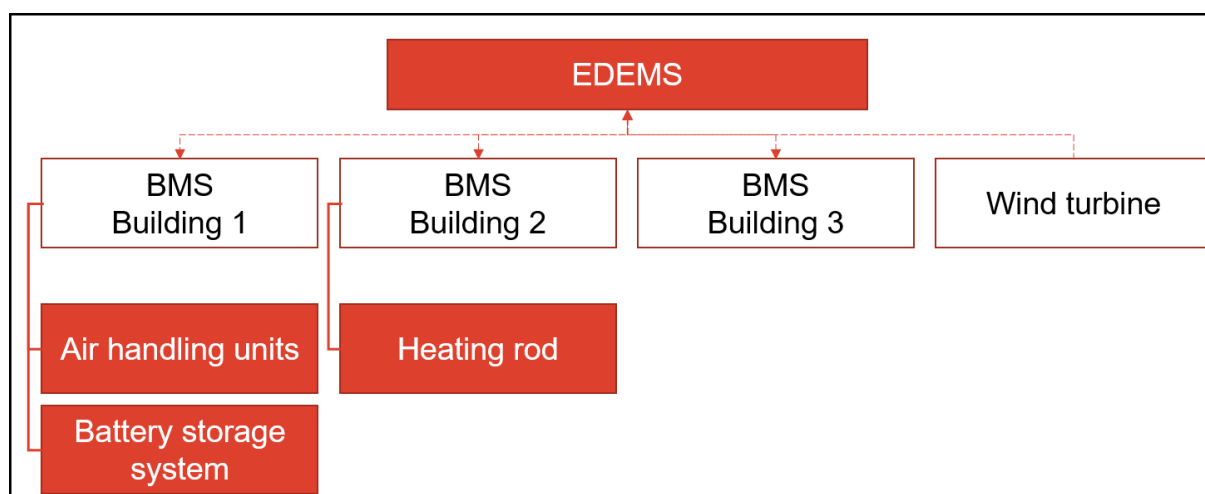 EDEMS
BMS
Building 1
BMS
Building 2
BMS
Building 3
Wind turbine
Air handling units
Heating rod
Battery storage
system